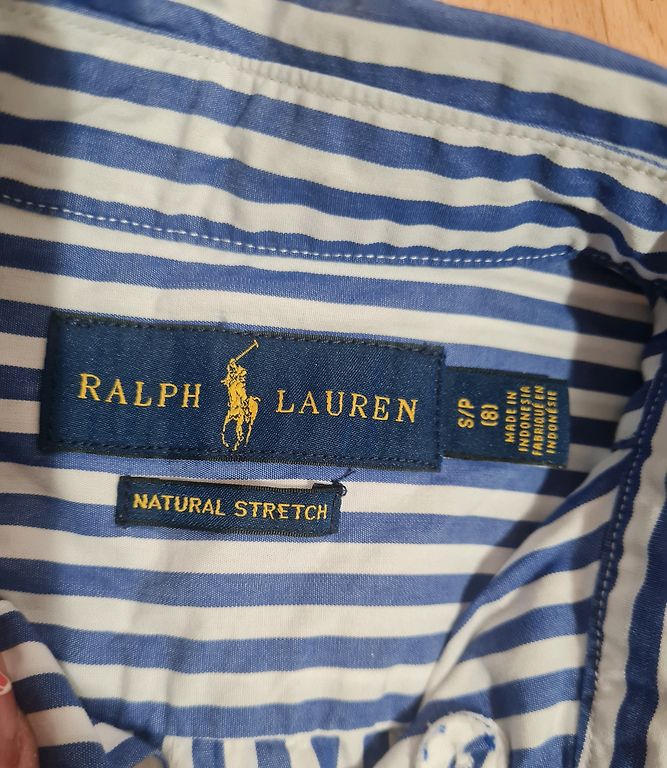 RALPH LAUREN
S/P
(8)
MADE IN
INDONESIA
FABRIQUÉ EN
INDONÉSIE
NATURAL STRETCH